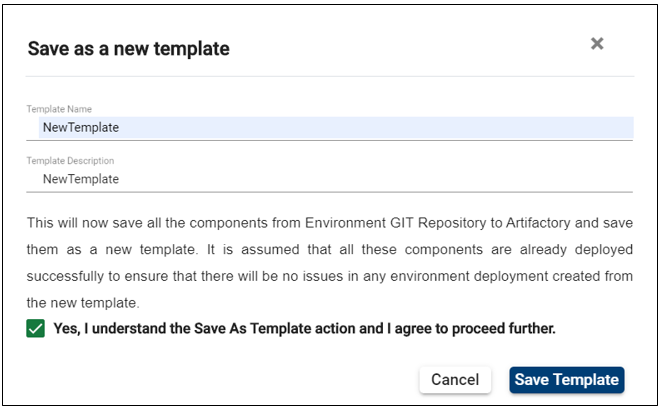 Save as a new template
Template Name
NewTemplate
Template Description
NewTemplate
This will now save all the components from Environment GIT Repository to Artifactory and save
them as a new template. It is assumed that all these components are already deployed
successfully to ensure that there will be no issues in any environment deployment created from
the new template.
Yes, I understand the Save As Template action and I agree to proceed further.
Cancel Save Template